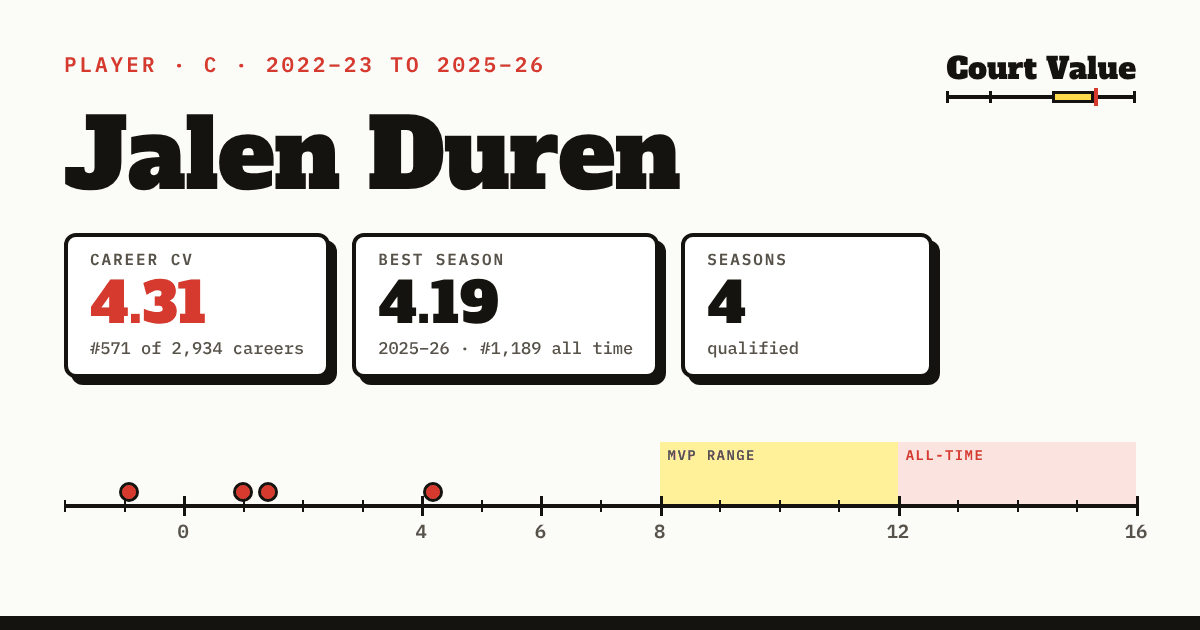 PLAYER · C · 2022–23 TO 2025–26
Court Value
Jalen Duren
CAREER CV
4.31
#571 of 2,934 careers
BEST SEASON
4.19
2025–26 · #1,189 all time
SEASONS
4
qualified
MVP RANGE
ALL-TIME
0 4 6 8 12 16